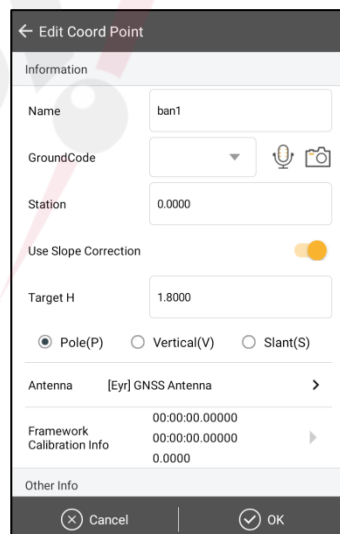 Edit Coord Point
Information
Name ban1
GroundCode
Station 0.0000
Use Slope Correction
Target H 1.8000
Pole(P) Vertical(V) Slant(S)
Antenna [Eyr] GNSS Antenna
00:00:00.00000
Framework 00:00:00.00000
Calibration Info
0.0000
Other Info
Cancel OK